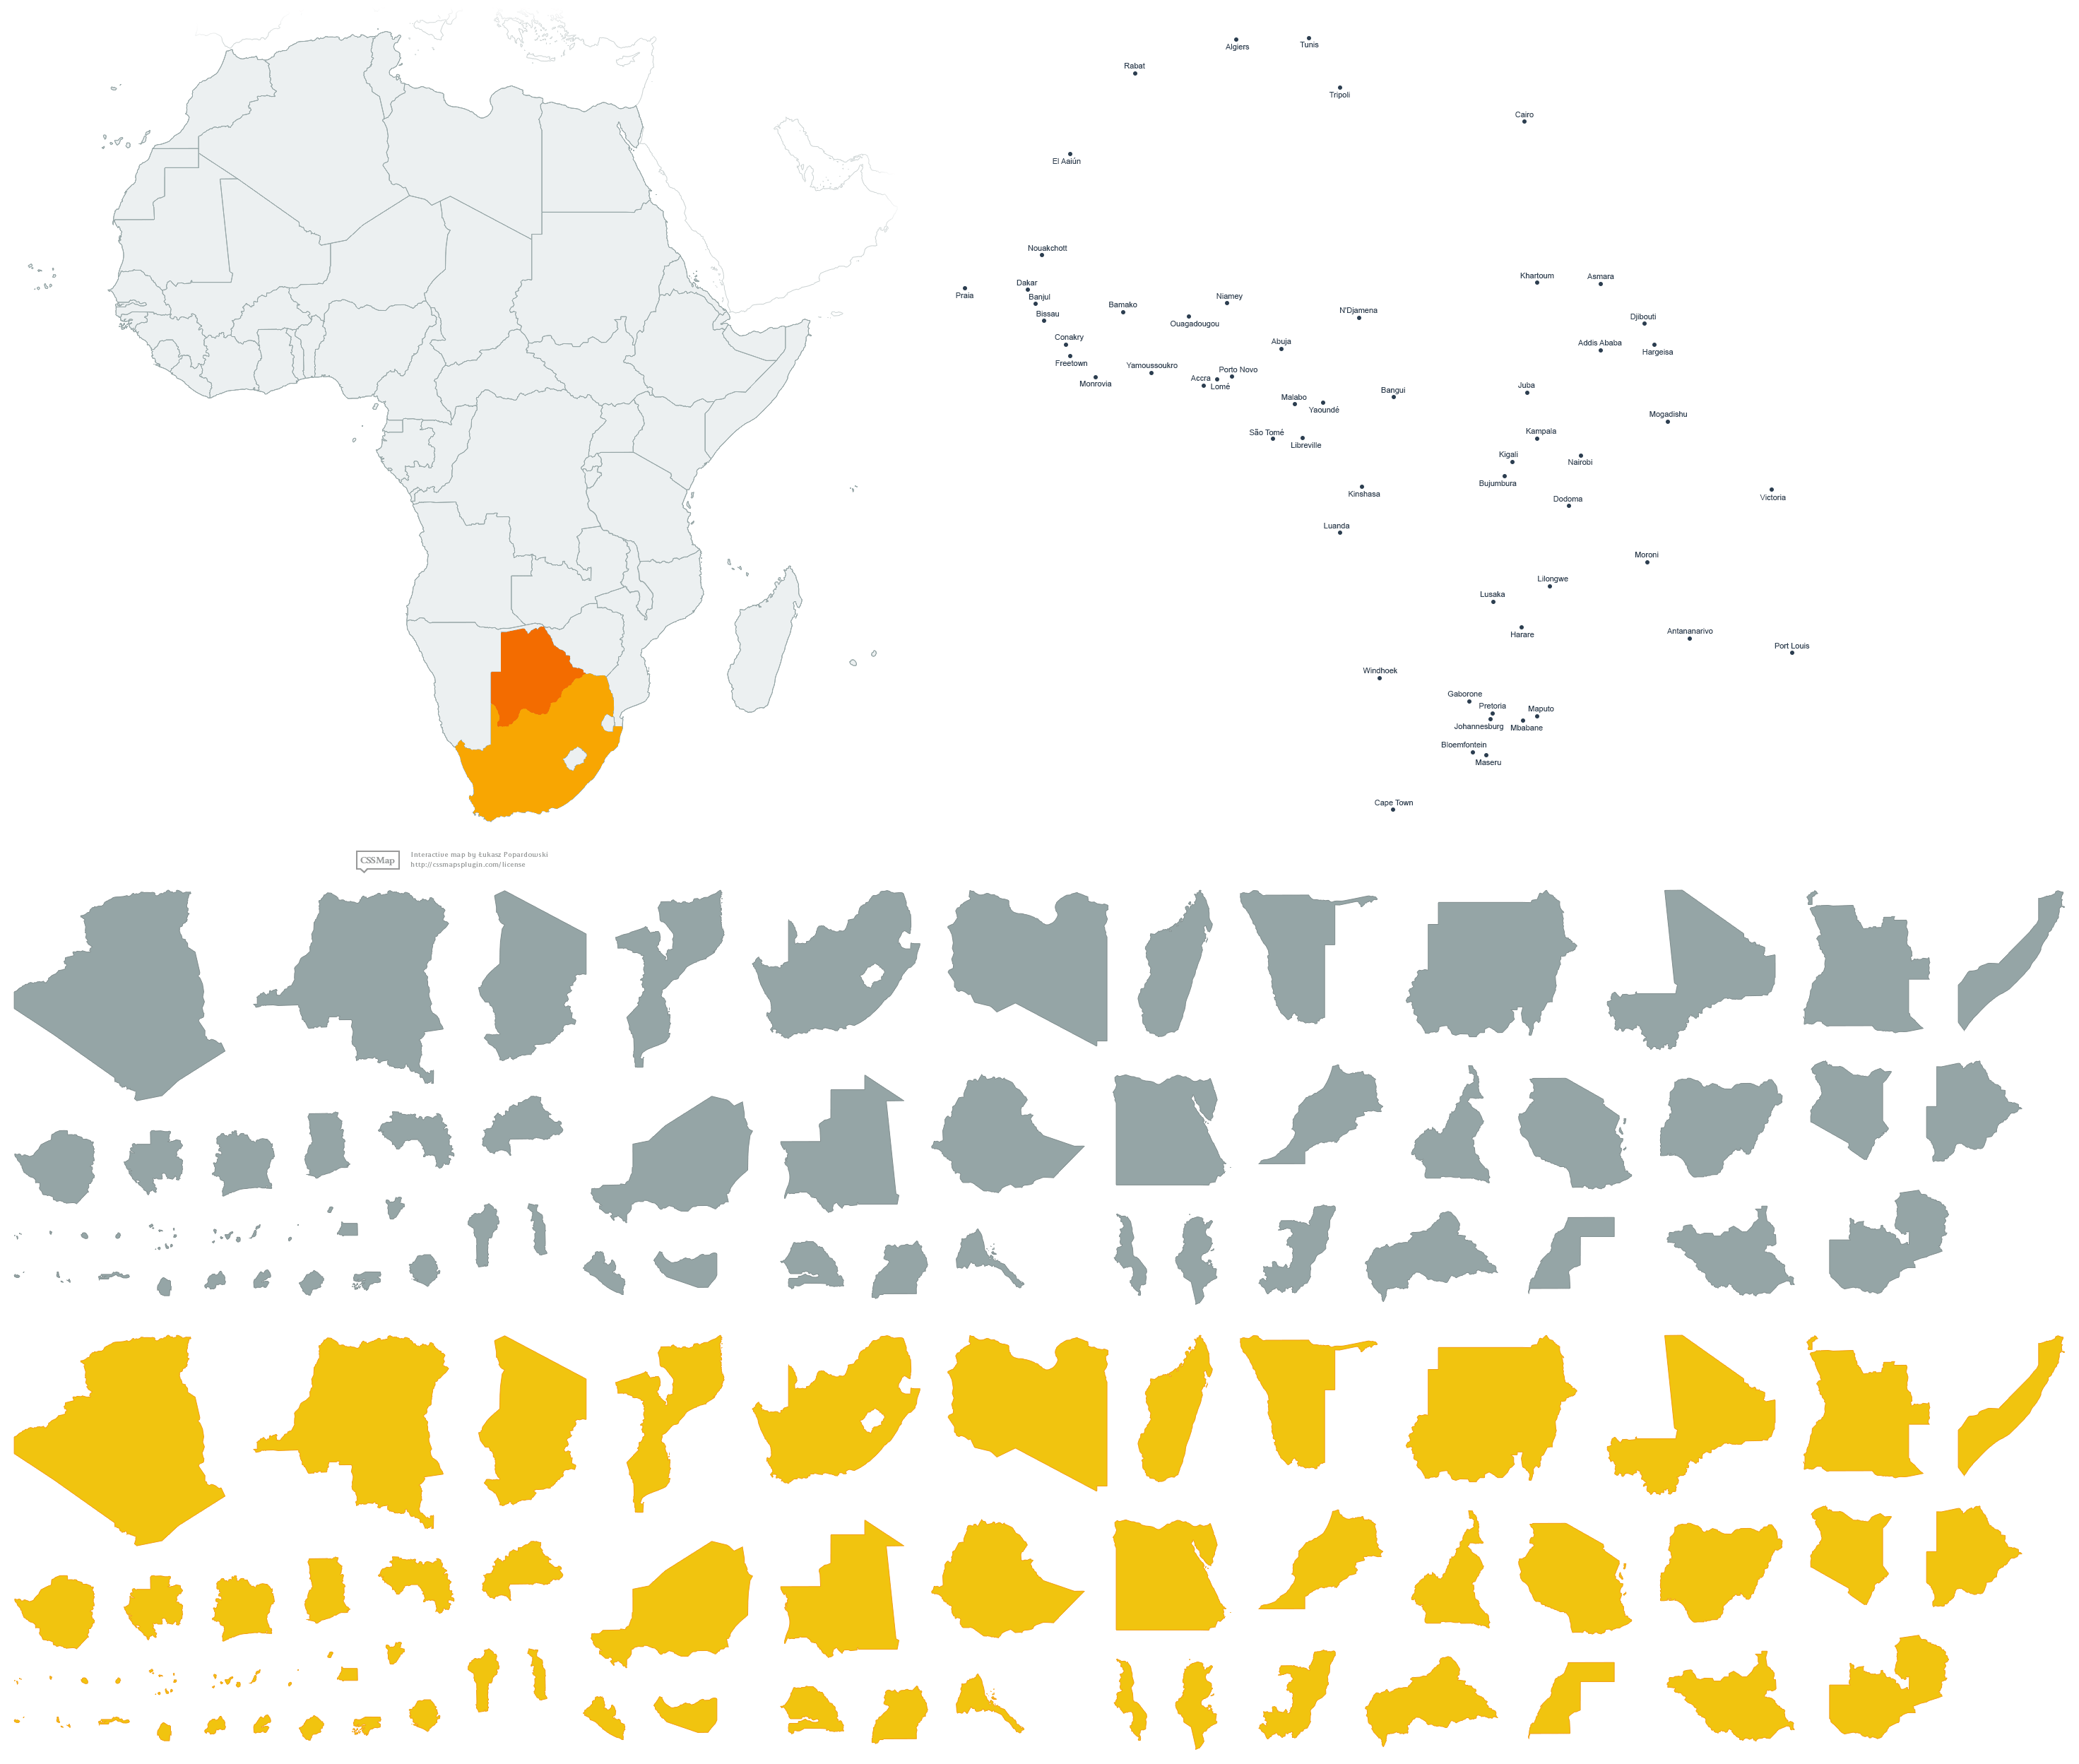 Algiers
Tunis
Rabat
Tripoli
Cairo
El Aaiún
Nouakchott
Khartoum
Asmara
Dakar
Praia
Banjul
Niamey
Bamako
Bissau
N'Djamena
Ouagadougou
Djibouti
Conakry
Abuja
Addis Ababa
Hargeisa
Freetown
Yamoussoukro
Porto Novo
Accra
Lomé
Monrovia
Juba
Bangui
Malabo
Yaoundé
Mogadishu
São Tomé
Kampala
Libreville
Kigali
Nairobi
Bujumbura
Kinshasa
Victoria
Dodoma
Luanda
Moroni
Lilongwe
Lusaka
Harare
Antananarivo
Port Louis
Windhoek
Gaborone
Pretoria
Maputo
Johannesburg
Mbabane
Bloemfontein
Maseru
Cape Town
CSSMap
Interactive map by Łukasz Popardowski
http://cssmapsplugin.com/license